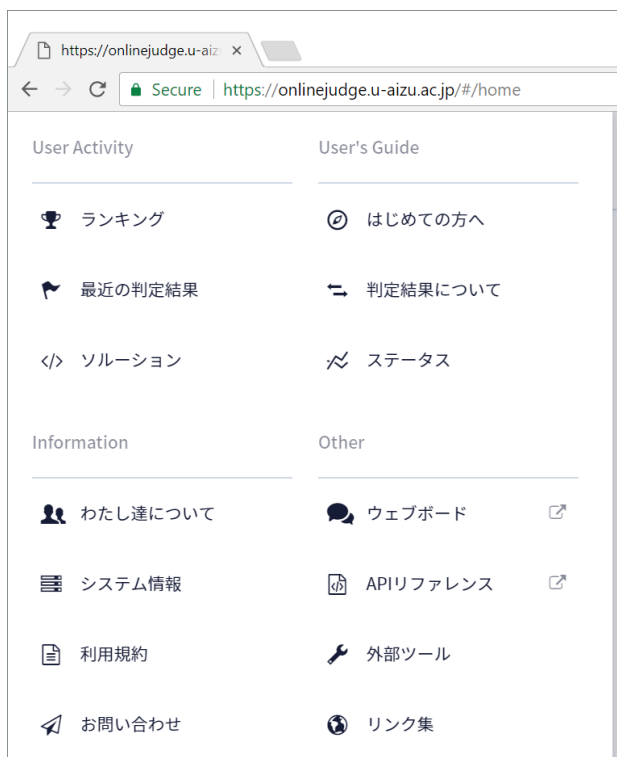 https://onlinejudge.u-aiz
Secure https://onlinejudge.u-aizu.ac.jp/#/home
User Activity
ランキング
最近の判定結果
ソルーション
User's Guide
はじめての方へ
判定結果について
ステータス
Information
わたし達について
システム情報
利用規約
お問い合わせ
Other
ウェブボード
APIリファレンス
外部ツール
リンク集